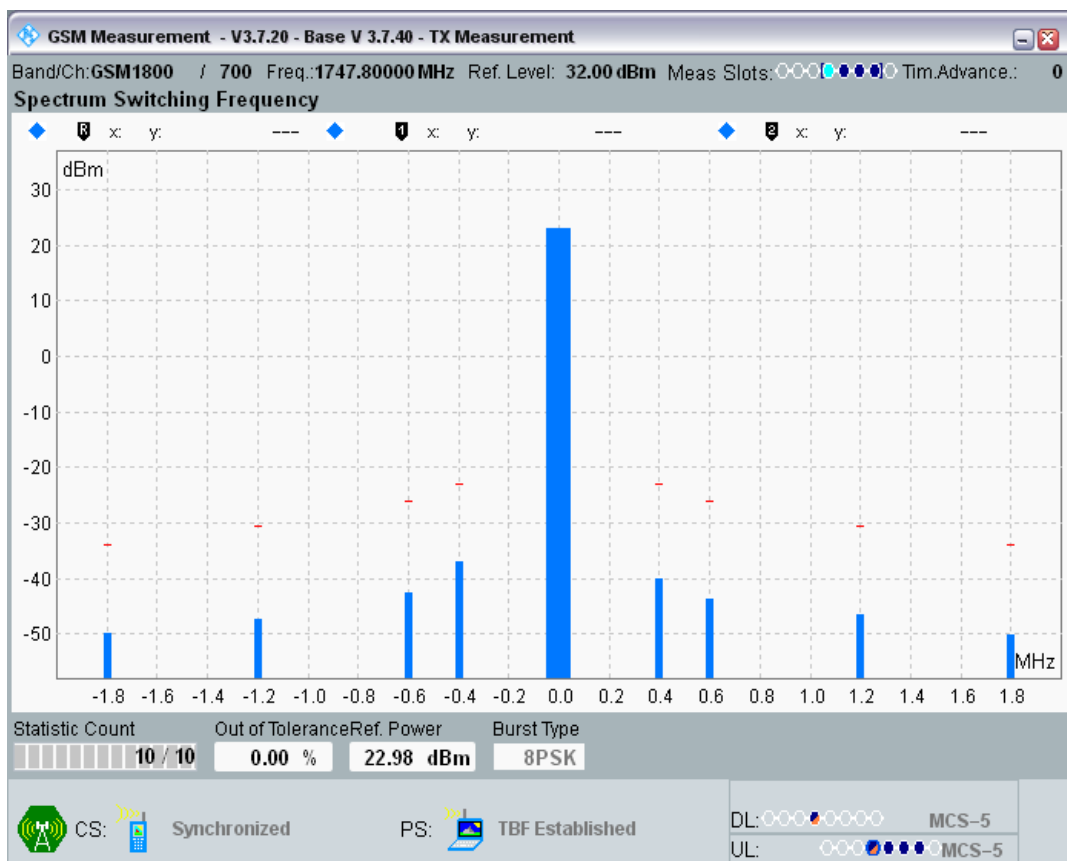 GSM Measurement - V3.7.20 - Base V 3.7.40 - TX Measurement
Band/Ch:GSM1800 / 700 Freq.:1747.80000 MHz Ref. Level: 32.00 dBm Meas Slots: Tim.Advance.: 0
Spectrum Switching Frequency
R x: y: --- 1 x: y: --- 2 x: y: ---
dBm
30
20
10
0
-10
-20
-30
-40
-50
MHz
-1.8 -1.6 -1.4 -1.2 -1.0 -0.8 -0.6 -0.4 -0.2 0.0 0.2 0.4 0.6 0.8 1.0 1.2 1.4 1.6 1.8
Statistic Count Out of Tolerance Ref. Power Burst Type
10 / 10 0.00 % 22.98 dBm 8PSK
CS: Synchronized PS: TBF Established
DL: MCS-5
UL: MCS-5